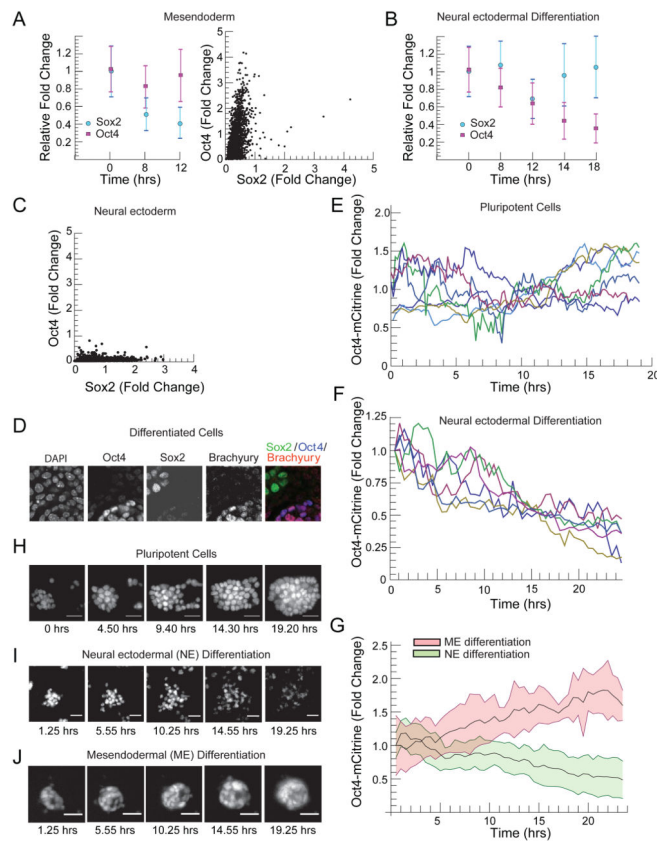 A
Mesendoderm
Relative Fold Change
1.2
1
0.8
0.6
0.4
0.2
Sox2
Oct4
0 8 12
Time (hrs)
Oct4 (Fold Change)
5
4
3
2
1
0
0 1 2 3 4 5
Sox2 (Fold Change)
B
Neural ectodermal Differentiation
Relative Fold Change
1.2
1
0.8
0.6
0.4
0.2
Sox2
Oct4
0 8 12 14 18
Time (hrs)
C
Neural ectoderm
Oct4 (Fold Change)
5
4
3
2
1
0
0 1 2 3 4
Sox2 (Fold Change)
D
Differentiated Cells
DAPI Oct4 Sox2 Brachyury
Sox2/Oct4/
Brachyury
E
Pluripotent Cells
Oct4-mCitrine (Fold Change)
2.0
1.5
1.0
0.5
0
0 5 10 15 20
Time (hrs)
F
Neural ectodermal Differentiation
Oct4-mCitrine (Fold Change)
1.25
1
0.75
0.5
0.25
0
0 5 10 15 20
Time (hrs)
G
ME differentiation
NE differentiation
Oct4-mCitrine (Fold Change)
2.5
2.0
1.5
1.0
0.5
0 5 10 15 20
Time (hrs)
H
Pluripotent Cells
0 hrs 4.50 hrs 9.40 hrs 14.30 hrs 19.20 hrs
I
Neural ectodermal (NE) Differentiation
1.25 hrs 5.55 hrs 10.25 hrs 14.55 hrs 19.25 hrs
J
Mesendodermal (ME) Differentiation
1.25 hrs 5.55 hrs 10.25 hrs 14.55 hrs 19.25 hrs